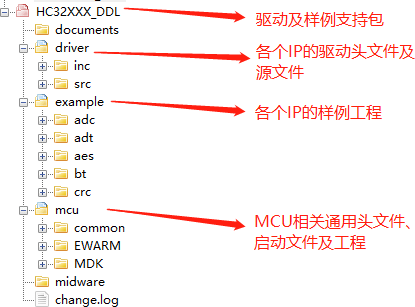 HC32XXX_DDL
驱动及样例支持包
documents
driver
各个IP的驱动头文件及
源文件
inc
src
example
各个IP的样例工程
adc
adt
aes
bt
crc
mcu
MCU相关通用头文件、
启动文件及工程
common
EWARM
MDK
midware
change.log